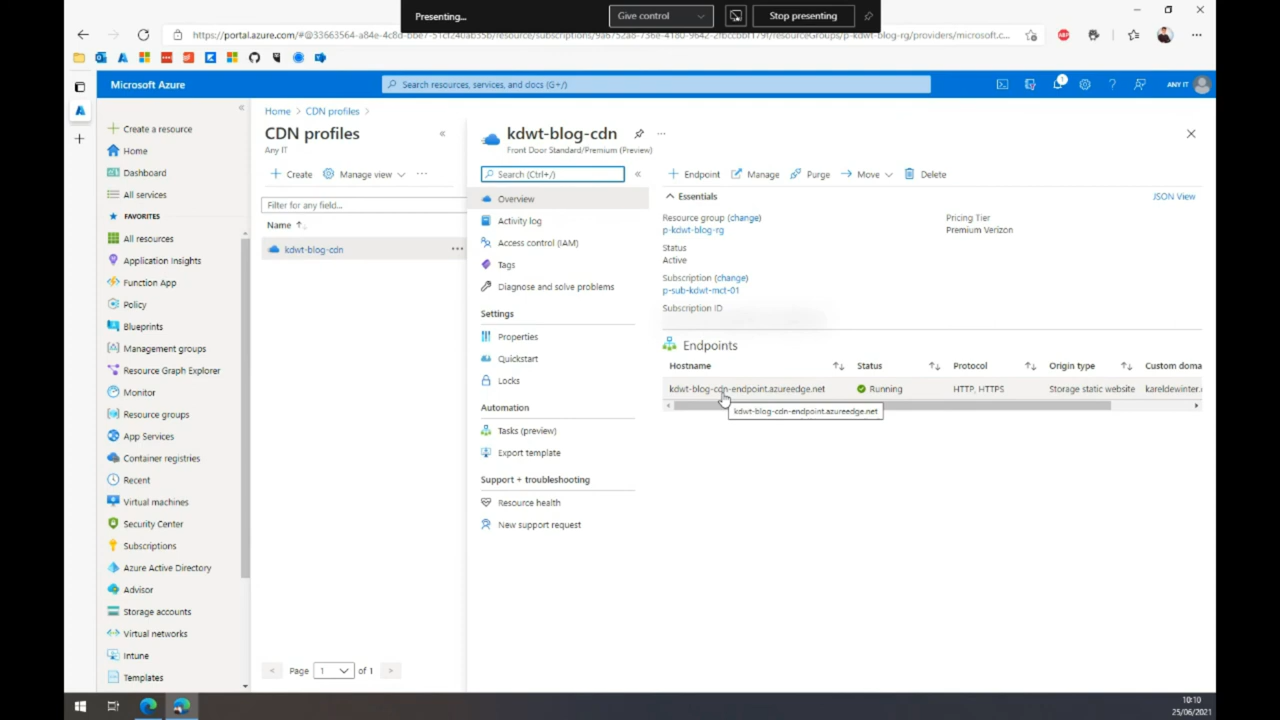 Presenting...
Give control
Stop presenting
Microsoft Azure
Search resources, services, and docs (G+/)
1
ANY IT
Create a resource
Home
Dashboard
All services
FAVORITES
All resources
Application Insights
Function App
Policy
Blueprints
Management groups
Resource Graph Explorer
Monitor
Resource groups
App Services
Container registries
Recent
Virtual machines
Security Center
Subscriptions
Azure Active Directory
Advisor
Storage accounts
Virtual networks
Intune
Templates
Home > CDN profiles >
CDN profiles
Any IT
Create
Manage view
Filter for any field...
Name
kdwt-blog-cdn
Page 1 of 1
kdwt-blog-cdn
Front Door Standard/Premium (Preview)
Search (Ctrl+/)
Overview
Activity log
Access control (IAM)
Tags
Diagnose and solve problems
Settings
Properties
Quickstart
Locks
Automation
Tasks (preview)
Export template
Support + troubleshooting
Resource health
New support request
Endpoint
Manage
Purge
Move
Delete
Essentials
JSON View
Resource group (change)
p-kdwt-blog-rg
Status
Active
Subscription (change)
p-sub-kdwt-mct-01
Subscription ID
Pricing Tier
Premium Verizon
Endpoints
Hostname Status Protocol Origin type Custom doma
kdwt-blog-cdn-endpoint.azureedge.net Running HTTP, HTTPS Storage static website kareldewinter.
kdwt-blog-cdn-endpoint.azureedge.net
10:10
25/06/2021